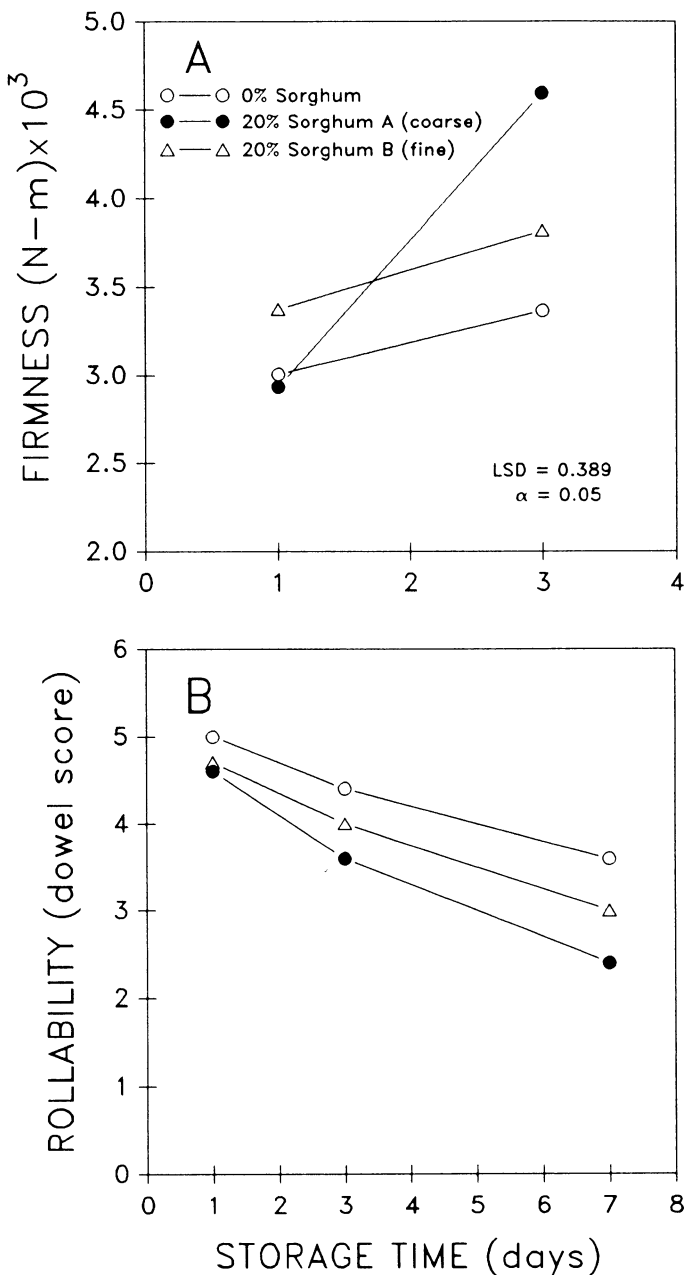 A
5.0
4.5
4.0
3.5
3.0
2.5
2.0
FIRMNESS (N-m)x10³
0% Sorghum
20% Sorghum A (coarse)
20% Sorghum B (fine)
LSD = 0.389
α = 0.05
0 1 2 3 4
B
6
5
4
3
2
1
0
ROLLABILITY (dowel score)
0 1 2 3 4 5 6 7 8
STORAGE TIME (days)